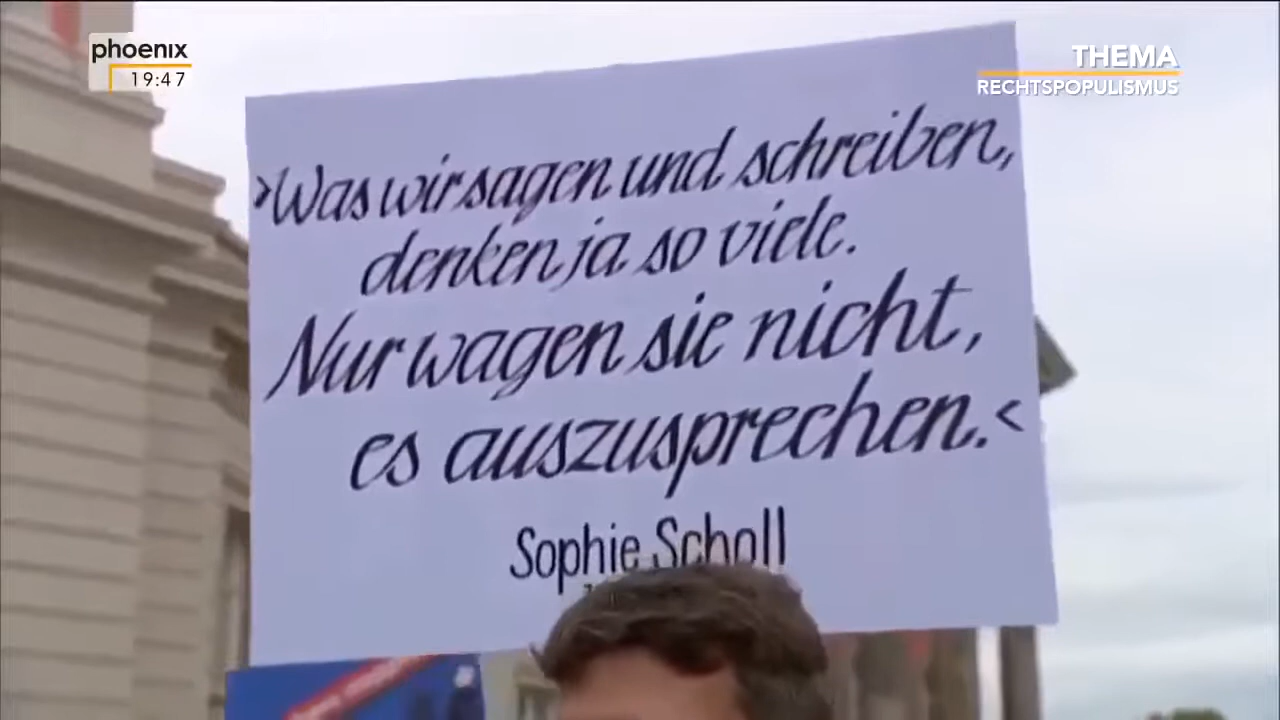 phoenix
19:47
THEMA
RECHTSPOPULISMUS
›Was wir sagen und schreiben,
denken ja so viele.
Nur wagen sie nicht,
es auszusprechen.‹
Sophie Scholl